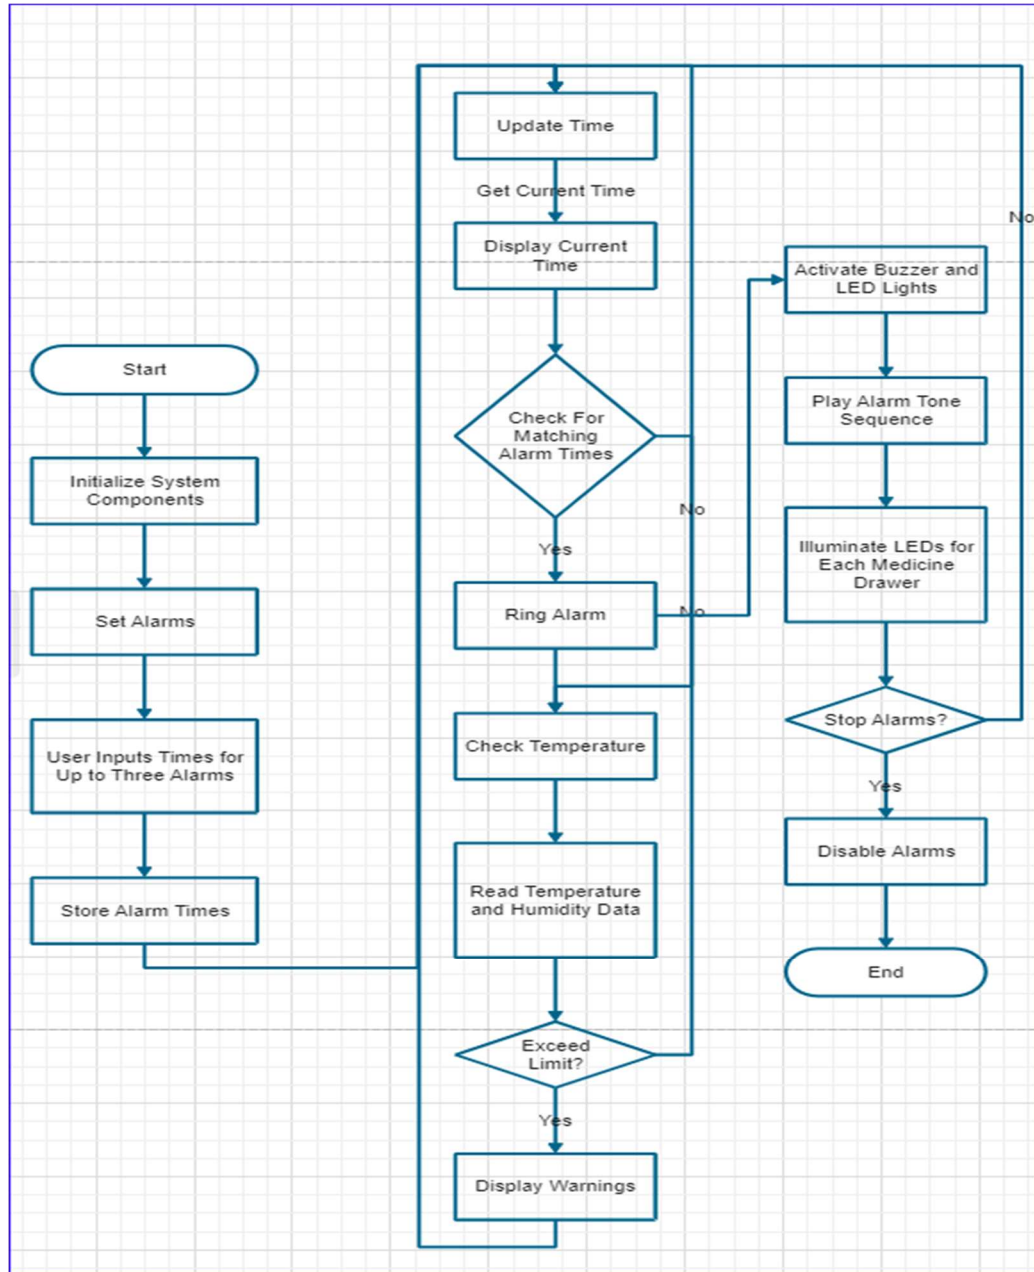 Start
Initialize System
Components
Set Alarms
User Inputs Times for
Up to Three Alarms
Store Alarm Times
Update Time
Get Current Time
Display Current
Time
Check For
Matching
Alarm Times
No
Yes
Ring Alarm
No
Check Temperature
Read Temperature
and Humidity Data
Exceed
Limit?
Yes
Display Warnings
Activate Buzzer and
LED Lights
Play Alarm Tone
Sequence
Illuminate LEDs for
Each Medicine
Drawer
Stop Alarms?
No
Yes
Disable Alarms
End